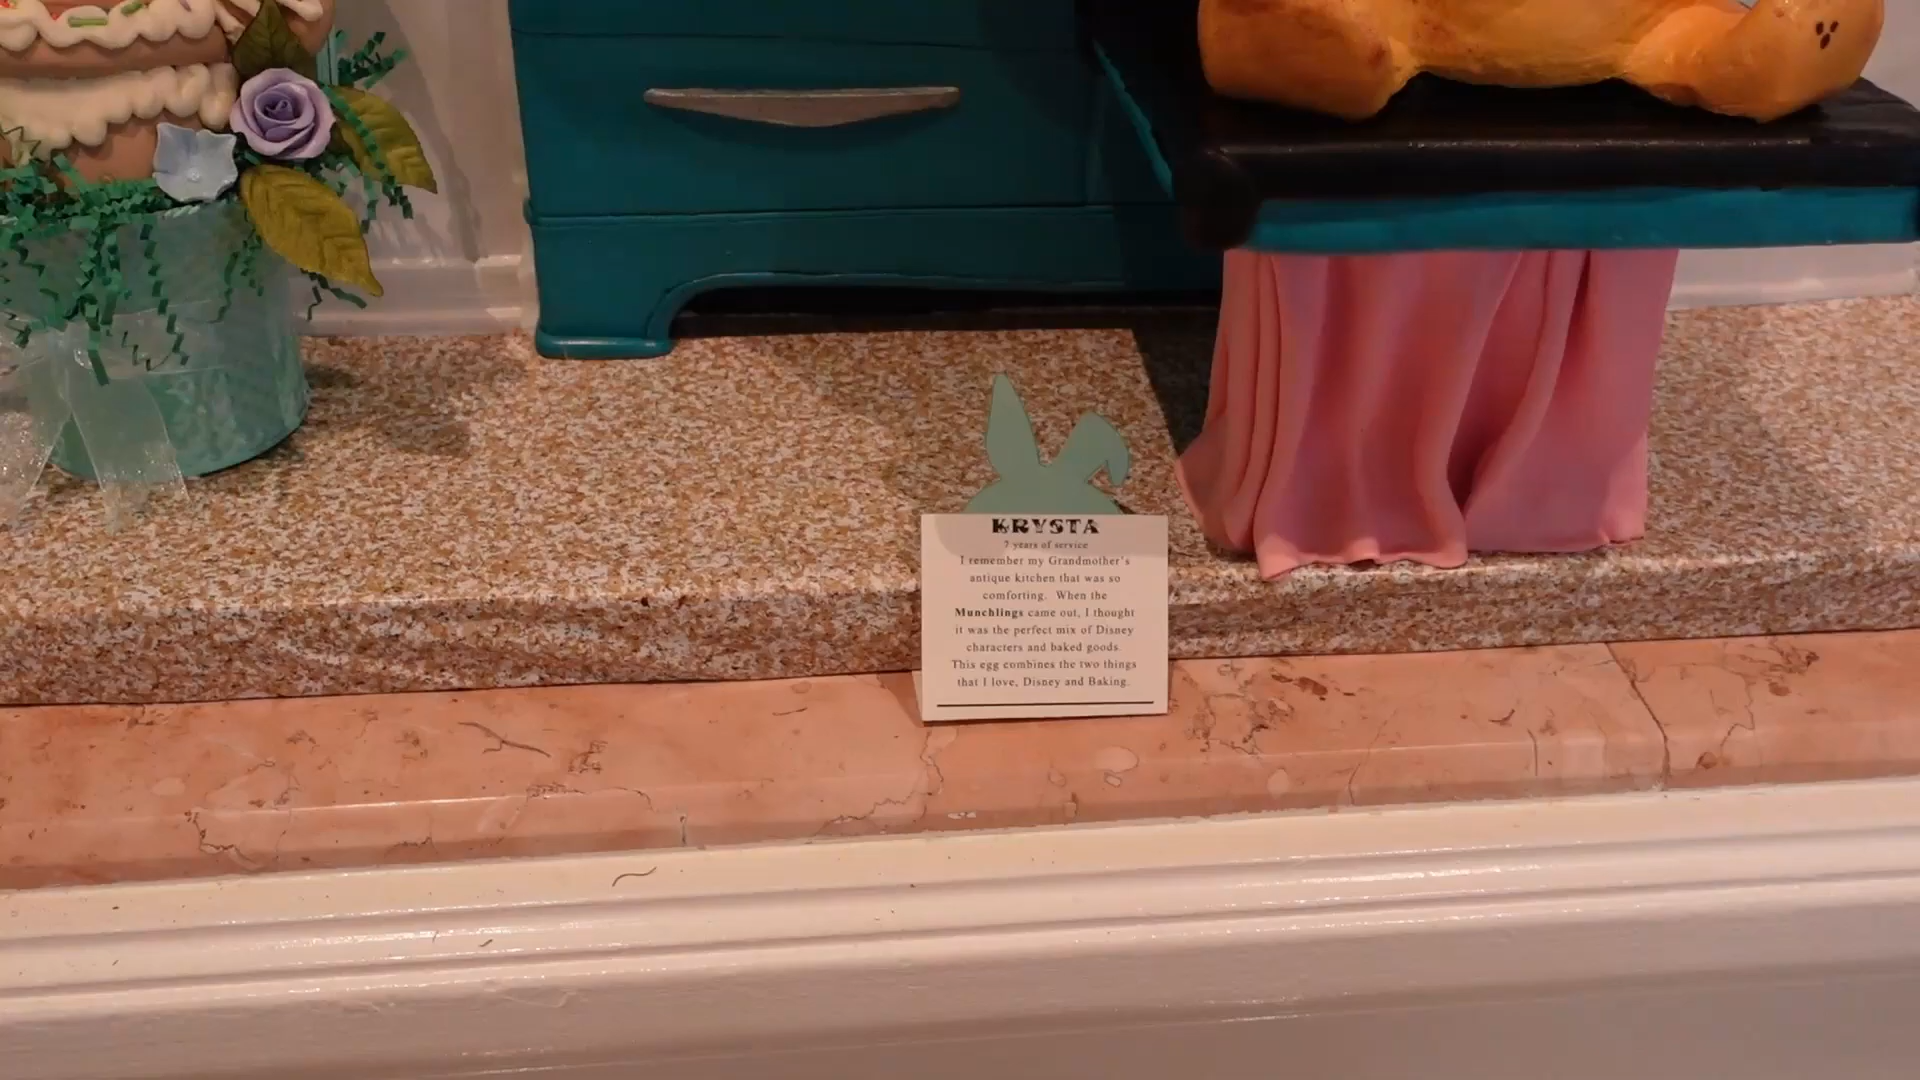 KRYSTA
7 years of service
I remember my Grandmother's
antique kitchen that was so
comforting. When the
Munchlings came out, I thought
it was the perfect mix of Disney
characters and baked goods.
This egg combines the two things
that I love, Disney and Baking.